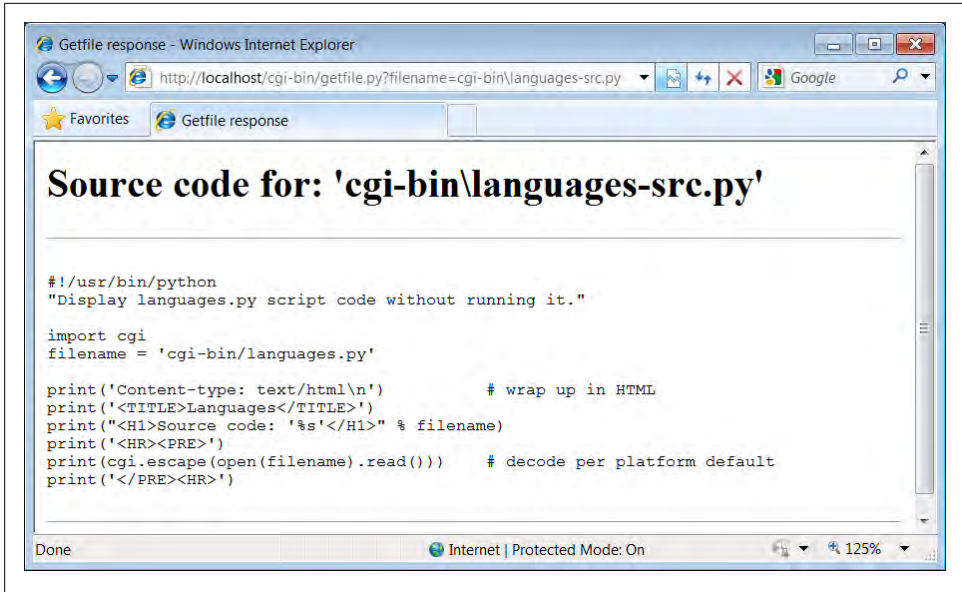 Getfile response - Windows Internet Explorer
http://localhost/cgi-bin/getfile.py?filename=cgi-bin\languages-src.py
Google
Favorites
Getfile response
Source code for: 'cgi-bin\languages-src.py'
#!/usr/bin/python
"Display languages.py script code without running it."
import cgi
filename = 'cgi-bin/languages.py'
print('Content-type: text/html\n')           # wrap up in HTML
print('<TITLE>Languages</TITLE>')
print("<H1>Source code: '%s'</H1>" % filename)
print('<HR><PRE>')
print(cgi.escape(open(filename).read()))    # decode per platform default
print('</PRE><HR>')
Done
Internet | Protected Mode: On
125%